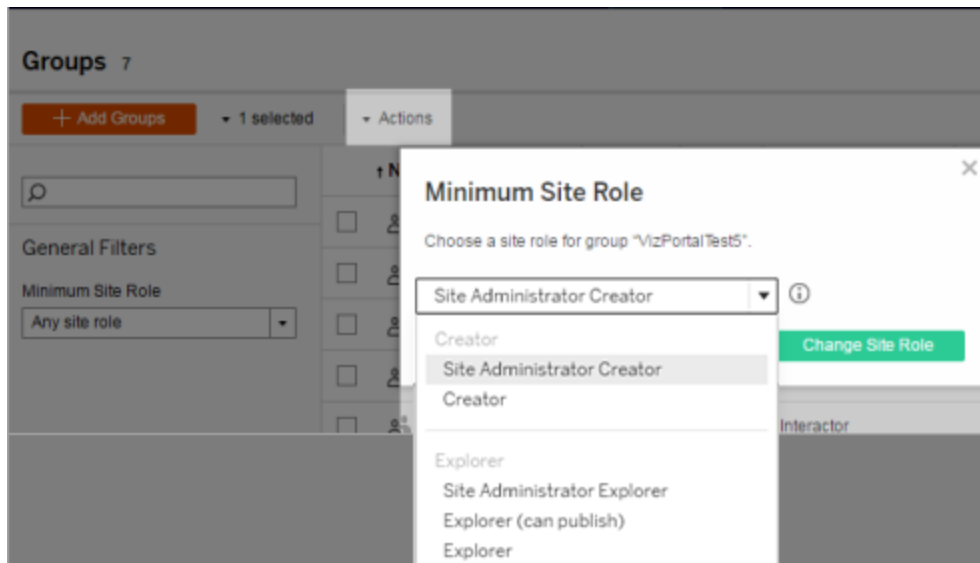 Groups 7
+ Add Groups
1 selected
Actions
↑ N
General Filters
Minimum Site Role
Any site role
Minimum Site Role
Choose a site role for group "VizPortalTest5".
Site Administrator Creator
Creator
Site Administrator Creator
Creator
Change Site Role
Interactor
Explorer
Site Administrator Explorer
Explorer (can publish)
Explorer